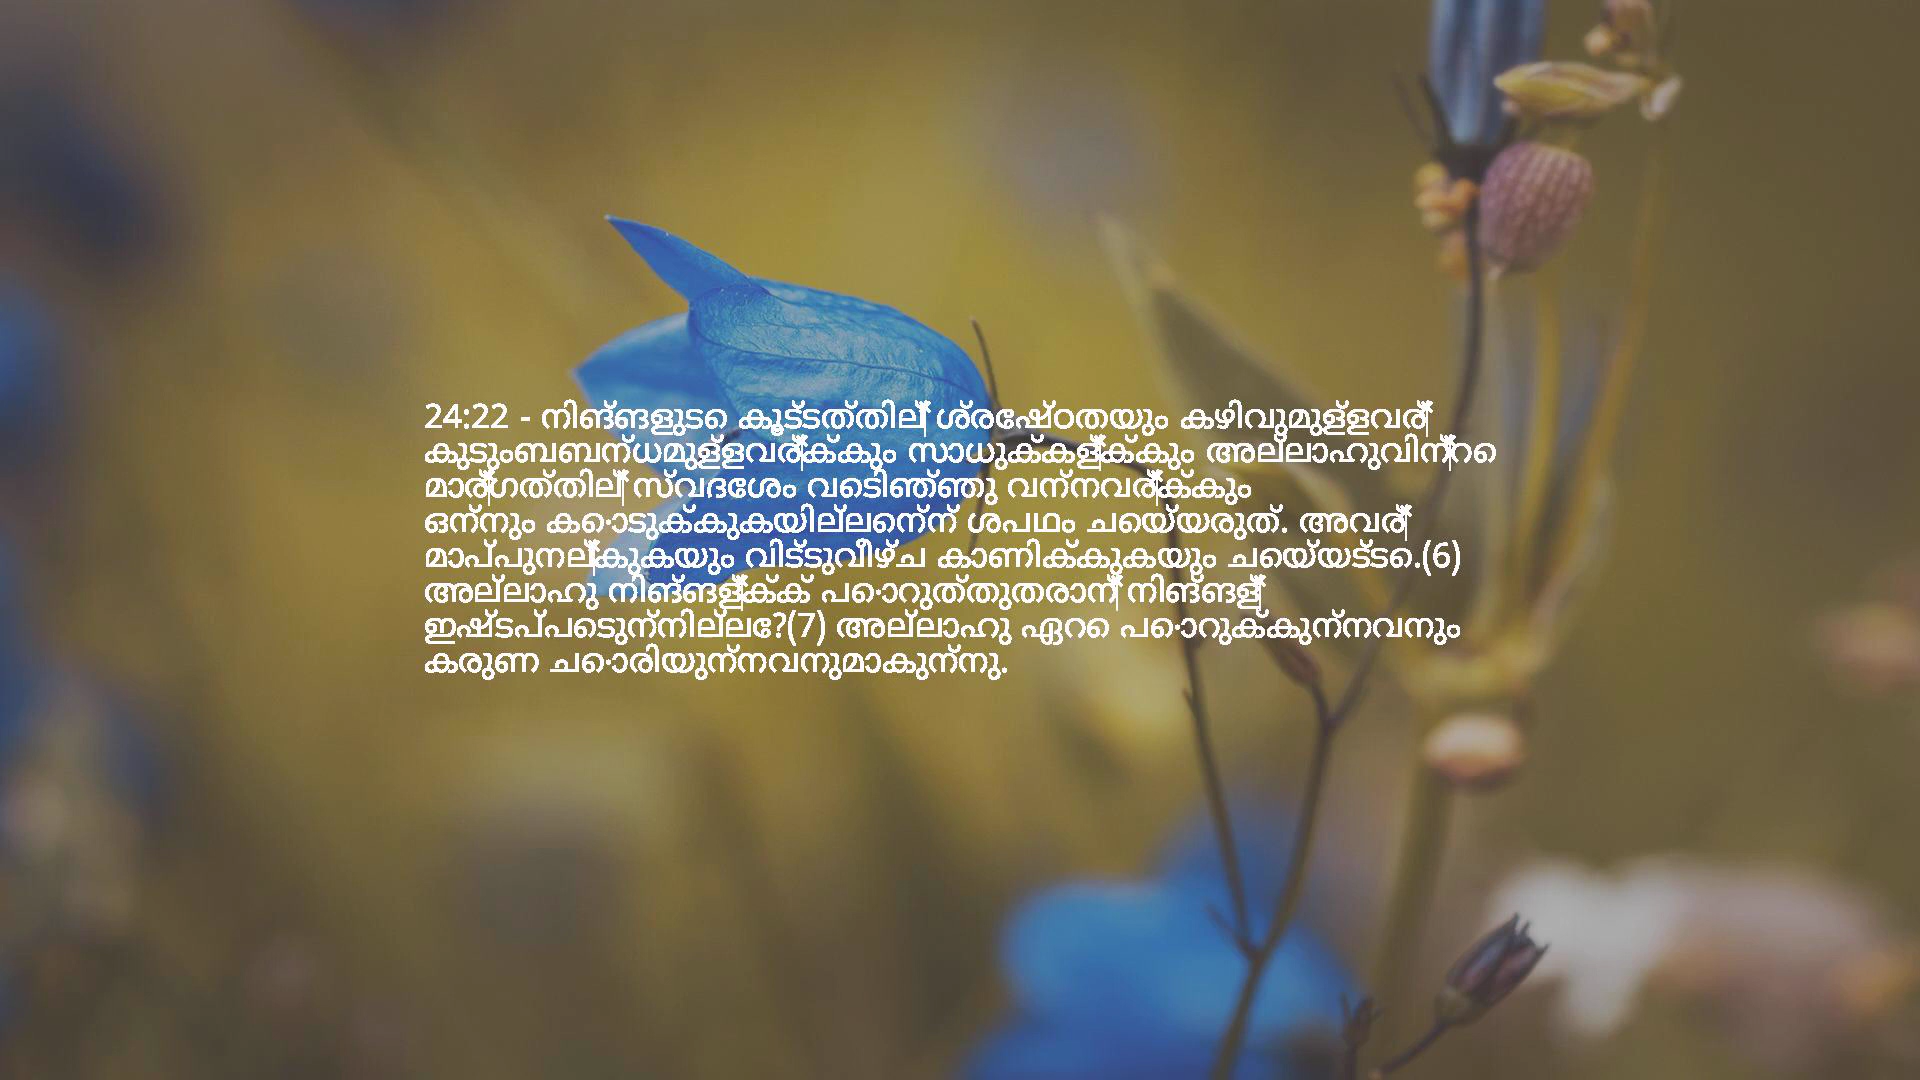 24:22 - നിങ്ങളുടെ കൂട്ടത്തില്‍ ശ്രേഷ്ഠതയും കഴിവുമുള്ളവര്‍
കുടുംബബന്ധമുള്ളവര്‍ക്കും സാധുക്കള്‍ക്കും അല്ലാഹുവിന്‍റെ
മാര്‍ഗത്തില്‍ സ്വദേശം വെടിഞ്ഞു വന്നവര്‍ക്കും
ഒന്നും കൊടുക്കുകയില്ലെന്ന് ശപഥം ചെയ്യരുത്. അവര്‍
മാപ്പുനല്‍കുകയും വിട്ടുവീഴ്ച കാണിക്കുകയും ചെയ്യട്ടെ.(6)
അല്ലാഹു നിങ്ങള്‍ക്ക് പൊറുത്തുതരാന്‍ നിങ്ങള്‍
ഇഷ്ടപ്പെടുന്നില്ലേ?(7) അല്ലാഹു ഏറെ പൊറുക്കുന്നവനും
കരുണ ചൊരിയുന്നവനുമാകുന്നു.